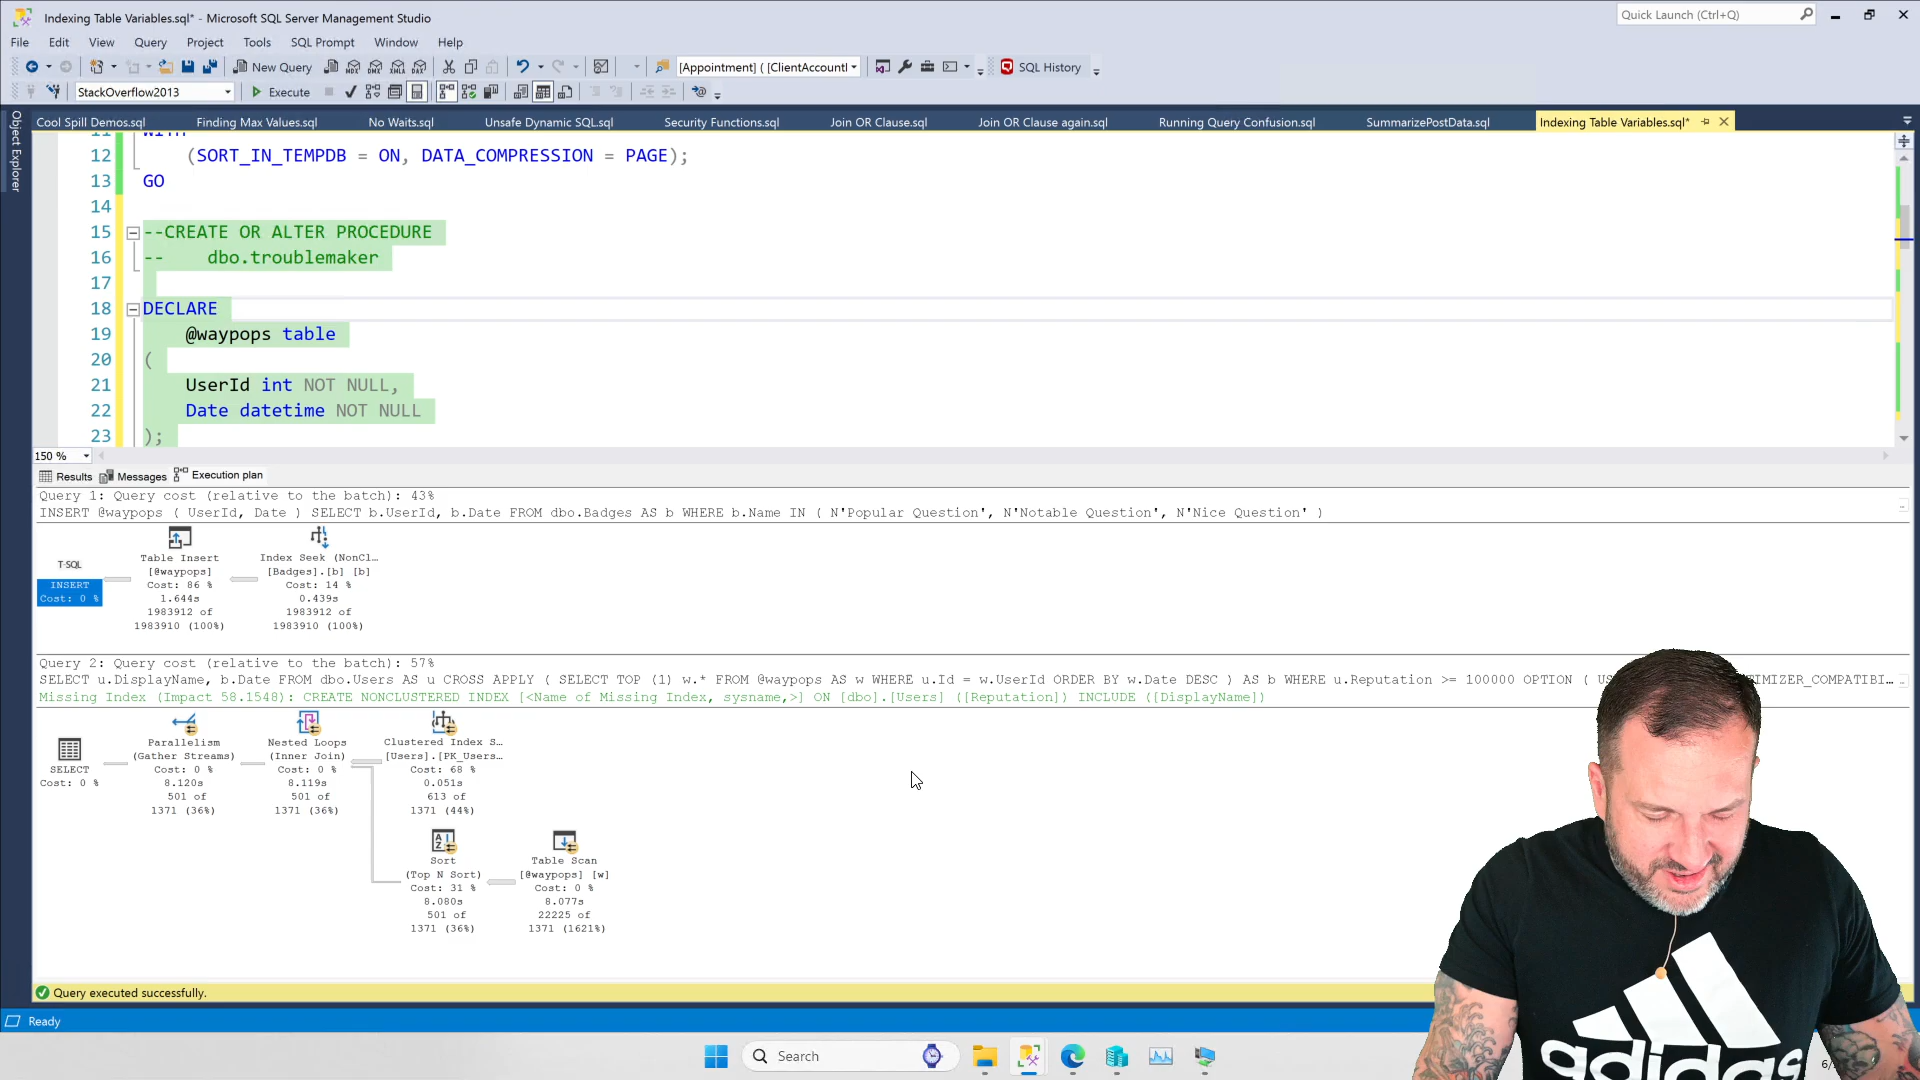 Indexing Table Variables.sql* - Microsoft SQL Server Management Studio
Quick Launch (Ctrl+Q)
File Edit View Query Project Tools SQL Prompt Window Help
New Query
MDX DMX XMLA DAX
[Appointment] ( [ClientAccountI
SQL History
StackOverflow2013
Execute
Object Explorer
Cool Spill Demos.sql Finding Max Values.sql No Waits.sql Unsafe Dynamic SQL.sql Security Functions.sql Join OR Clause.sql Join OR Clause again.sql Running Query Confusion.sql SummarizePostData.sql Indexing Table Variables.sql*
11 WITH
12 (SORT_IN_TEMPDB = ON, DATA_COMPRESSION = PAGE);
13 GO
14
15 --CREATE OR ALTER PROCEDURE
16 -- dbo.troublemaker
17
18 DECLARE
19 @waypops table
20 (
21 UserId int NOT NULL,
22 Date datetime NOT NULL
23 );
150 %
Results Messages Execution plan
Query 1: Query cost (relative to the batch): 43%
INSERT @waypops ( UserId, Date ) SELECT b.UserId, b.Date FROM dbo.Badges AS b WHERE b.Name IN ( N'Popular Question', N'Notable Question', N'Nice Question' )
T-SQL
INSERT
Cost: 0 %
Table Insert
[@waypops]
Cost: 86 %
1.644s
1983912 of
1983910 (100%)
Index Seek (NonCl...
[Badges].[b] [b]
Cost: 14 %
0.439s
1983912 of
1983910 (100%)
Query 2: Query cost (relative to the batch): 57%
SELECT u.DisplayName, b.Date FROM dbo.Users AS u CROSS APPLY ( SELECT TOP (1) w.* FROM @waypops AS w WHERE u.Id = w.UserId ORDER BY w.Date DESC ) AS b WHERE u.Reputation >= 100000 OPTION ( US TIMIZER_COMPATIBI...
Missing Index (Impact 58.1548): CREATE NONCLUSTERED INDEX [<Name of Missing Index, sysname,>] ON [dbo].[Users] ([Reputation]) INCLUDE ([DisplayName])
SELECT
Cost: 0 %
Parallelism
(Gather Streams)
Cost: 0 %
8.120s
501 of
1371 (36%)
Nested Loops
(Inner Join)
Cost: 0 %
8.119s
501 of
1371 (36%)
Clustered Index S...
[Users].[PK_Users...
Cost: 68 %
0.051s
613 of
1371 (44%)
Sort
(Top N Sort)
Cost: 31 %
8.080s
501 of
1371 (36%)
Table Scan
[@waypops] [w]
Cost: 0 %
8.077s
22225 of
1371 (1621%)
Query executed successfully.
Ready
Search
adidas
6/